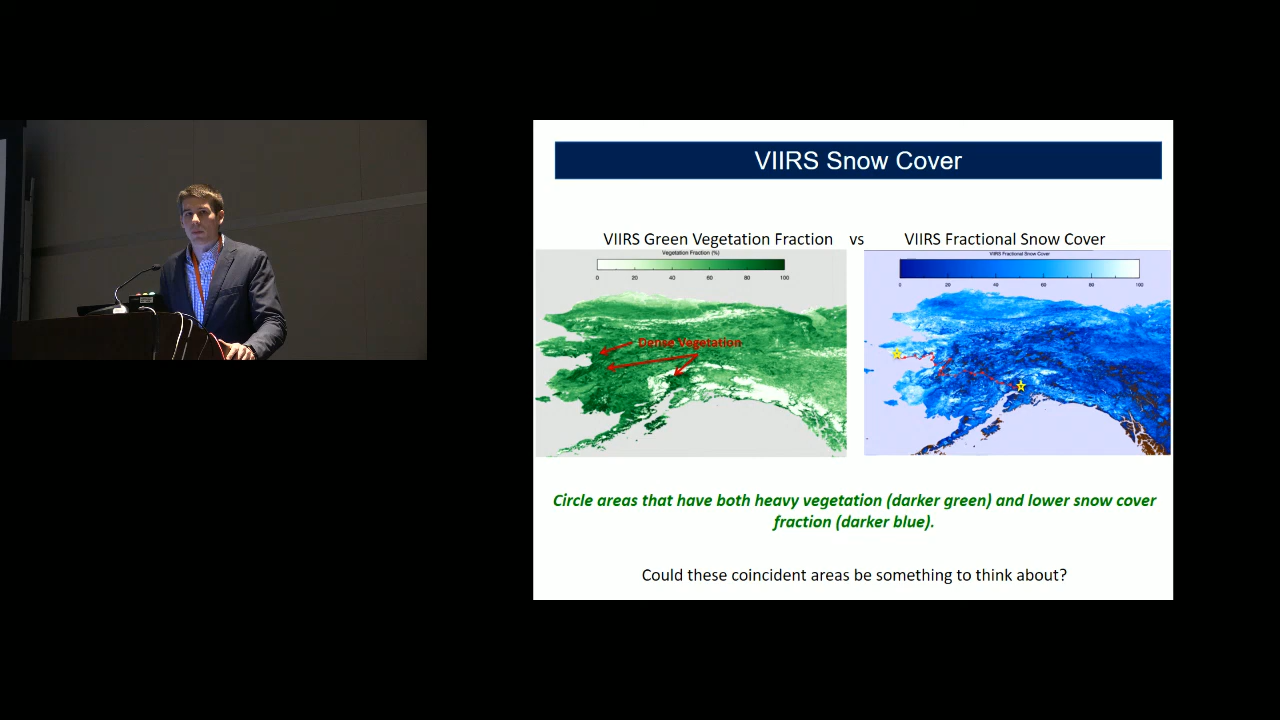 VIIRS Snow Cover
VIIRS Green Vegetation Fraction vs VIIRS Fractional Snow Cover
Vegetation Fraction (%)
0 20 40 60 80 100
VIIRS Fractional Snow Cover
0 20 40 60 80 100
Dense Vegetation
Circle areas that have both heavy vegetation (darker green) and lower snow cover
fraction (darker blue).
Could these coincident areas be something to think about?